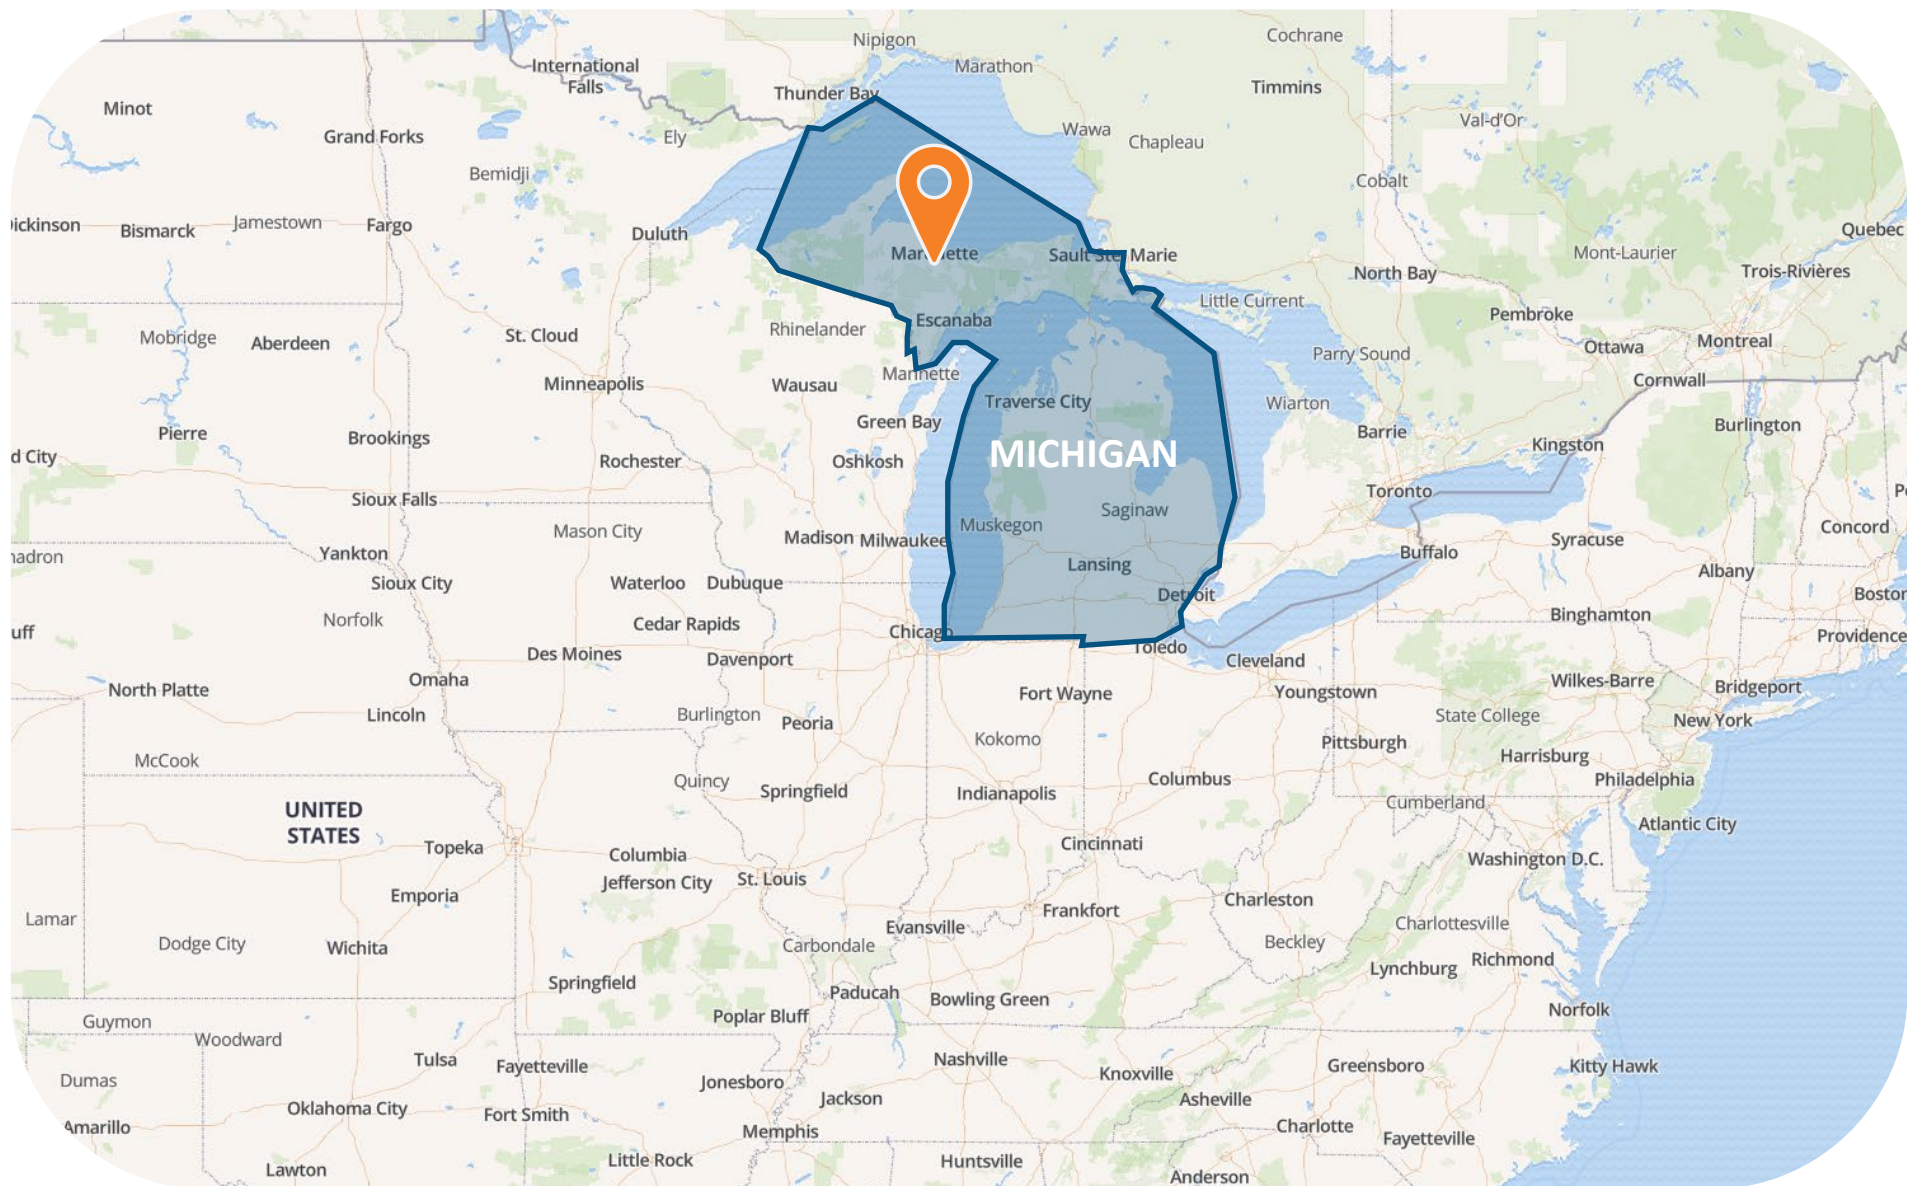 Nipigon
Cochrane
International
Falls
Marathon
Thunder Bay
Timmins
Minot
Grand Forks
Ely
Wawa
Chapleau
Val-d'Or
Bemidji
Cobalt
Dickinson
Bismarck
Jamestown
Fargo
Duluth
Marquette
Sault Ste. Marie
North Bay
Mont-Laurier
Quebec
Trois-Rivières
Little Current
Pembroke
Mobridge
Aberdeen
St. Cloud
Rhinelander
Escanaba
Parry Sound
Ottawa
Montreal
Minneapolis
Wausau
Marinette
Cornwall
Traverse City
Wiarton
Pierre
Brookings
Green Bay
Barrie
Kingston
Burlington
d City
Rochester
Oshkosh
MICHIGAN
Toronto
Sioux Falls
Mason City
Muskegon
Saginaw
Concord
hadron
Yankton
Madison
Milwaukee
Buffalo
Syracuse
Sioux City
Waterloo
Dubuque
Lansing
Albany
Detroit
Boston
Norfolk
Cedar Rapids
Chicago
Binghamton
Providence
uff
Des Moines
Davenport
Toledo
Cleveland
North Platte
Omaha
Fort Wayne
Youngstown
Wilkes-Barre
Bridgeport
Lincoln
Burlington
Peoria
State College
New York
McCook
Kokomo
Pittsburgh
Harrisburg
Quincy
Springfield
Indianapolis
Columbus
Philadelphia
UNITED
STATES
Cumberland
Atlantic City
Topeka
Columbia
Cincinnati
Washington D.C.
Jefferson City
St. Louis
Emporia
Charleston
Lamar
Frankfort
Charlottesville
Dodge City
Wichita
Carbondale
Evansville
Beckley
Lynchburg
Richmond
Springfield
Paducah
Bowling Green
Norfolk
Guymon
Poplar Bluff
Woodward
Tulsa
Fayetteville
Nashville
Knoxville
Greensboro
Kitty Hawk
Dumas
Jonesboro
Jackson
Asheville
Amarillo
Oklahoma City
Fort Smith
Memphis
Charlotte
Fayetteville
Lawton
Little Rock
Huntsville
Anderson